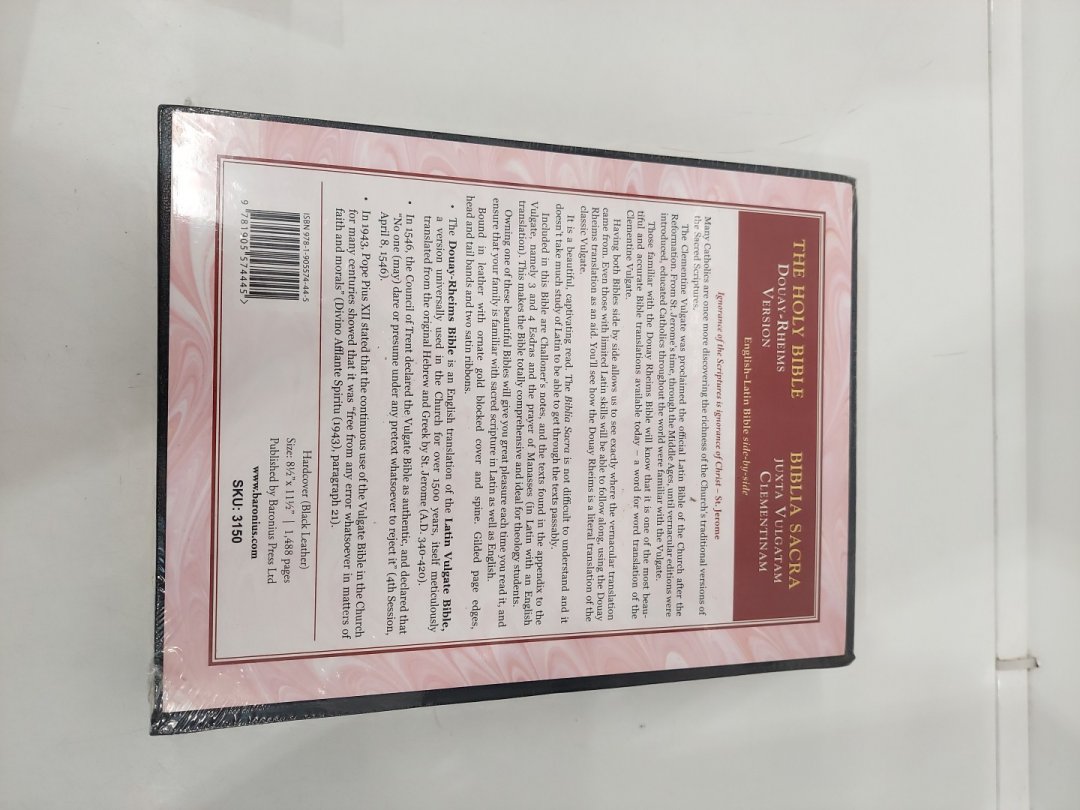 THE HOLY BIBLE
DOUAY-RHEIMS
VERSION
BIBLIA SACRA
JUXTA VULGATAM
CLEMENTINAM
English–Latin Bible side-by-side
Ignorance of the Scriptures is ignorance of Christ – St. Jerome
Many Catholics are once more discovering the richness of the Church's traditional versions of
the Sacred Scriptures.
The Clementine Vulgate was proclaimed the official Latin Bible of the Church after the
Reformation. From St. Jerome's time, through the Middle Ages, until vernacular editions were
introduced, educated Catholics throughout the world were familiar with the Vulgate.
Those familiar with the Douay Rheims Bible will know that it is one of the most beau-
tiful and accurate Bible translations available today – a word for word translation of the
Clementine Vulgate.
Having both Bibles side by side allows us to see exactly where the vernacular translation
came from. Even those with limited Latin skills will be able to follow along, using the Douay
Rheims translation as an aid. You'll see how the Douay Rheims is a literal translation of the
classic Vulgate.
It is a beautiful, captivating read. The Biblia Sacra is not difficult to understand and it
doesn't take much study of Latin to be able to get through the texts passably.
Included in this Bible are Challoner's notes, and the texts found in the appendix to the
Vulgate, namely 3 and 4 Esdras and the prayer of Manasses (in Latin with an English
translation). This makes the Bible totally comprehensive and ideal for theology students.
Owning one of these beautiful Bibles will give you great pleasure each time you read it, and
ensure that your family is familiar with sacred scripture in Latin as well as English.
Bound in leather with ornate gold blocked cover and spine. Gilded page edges,
head and tail bands and two satin ribbons.
• The Douay-Rheims Bible is an English translation of the Latin Vulgate Bible,
a version universally used in the Church for over 1500 years, itself meticulously
translated from the original Hebrew and Greek by St. Jerome (A.D. 340-420).
• In 1546, the Council of Trent declared the Vulgate Bible as authentic, and declared that
"No one (may) dare or presume under any pretext whatsoever to reject it" (4th Session,
April 8, 1546).
• In 1943, Pope Pius XII stated that the continuous use of the Vulgate Bible in the Church
for many centuries showed that it was "free from any error whatsoever in matters of
faith and morals" (Divino Afflante Spiritu (1943), paragraph 21).
ISBN 978-1-905574-44-5
9 781905 574445 >
Hardcover (Black Leather)
Size: 8½" x 11½" | 1,488 pages
Published by Baronius Press Ltd
www.baronius.com
SKU: 3150